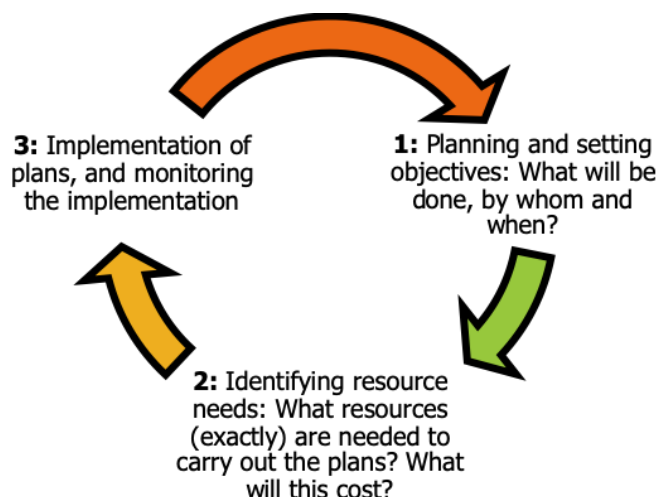 1: Planning and setting
objectives: What will be
done, by whom and
when?
2: Identifying resource
needs: What resources
(exactly) are needed to
carry out the plans? What
will this cost?
3: Implementation of
plans, and monitoring
the implementation